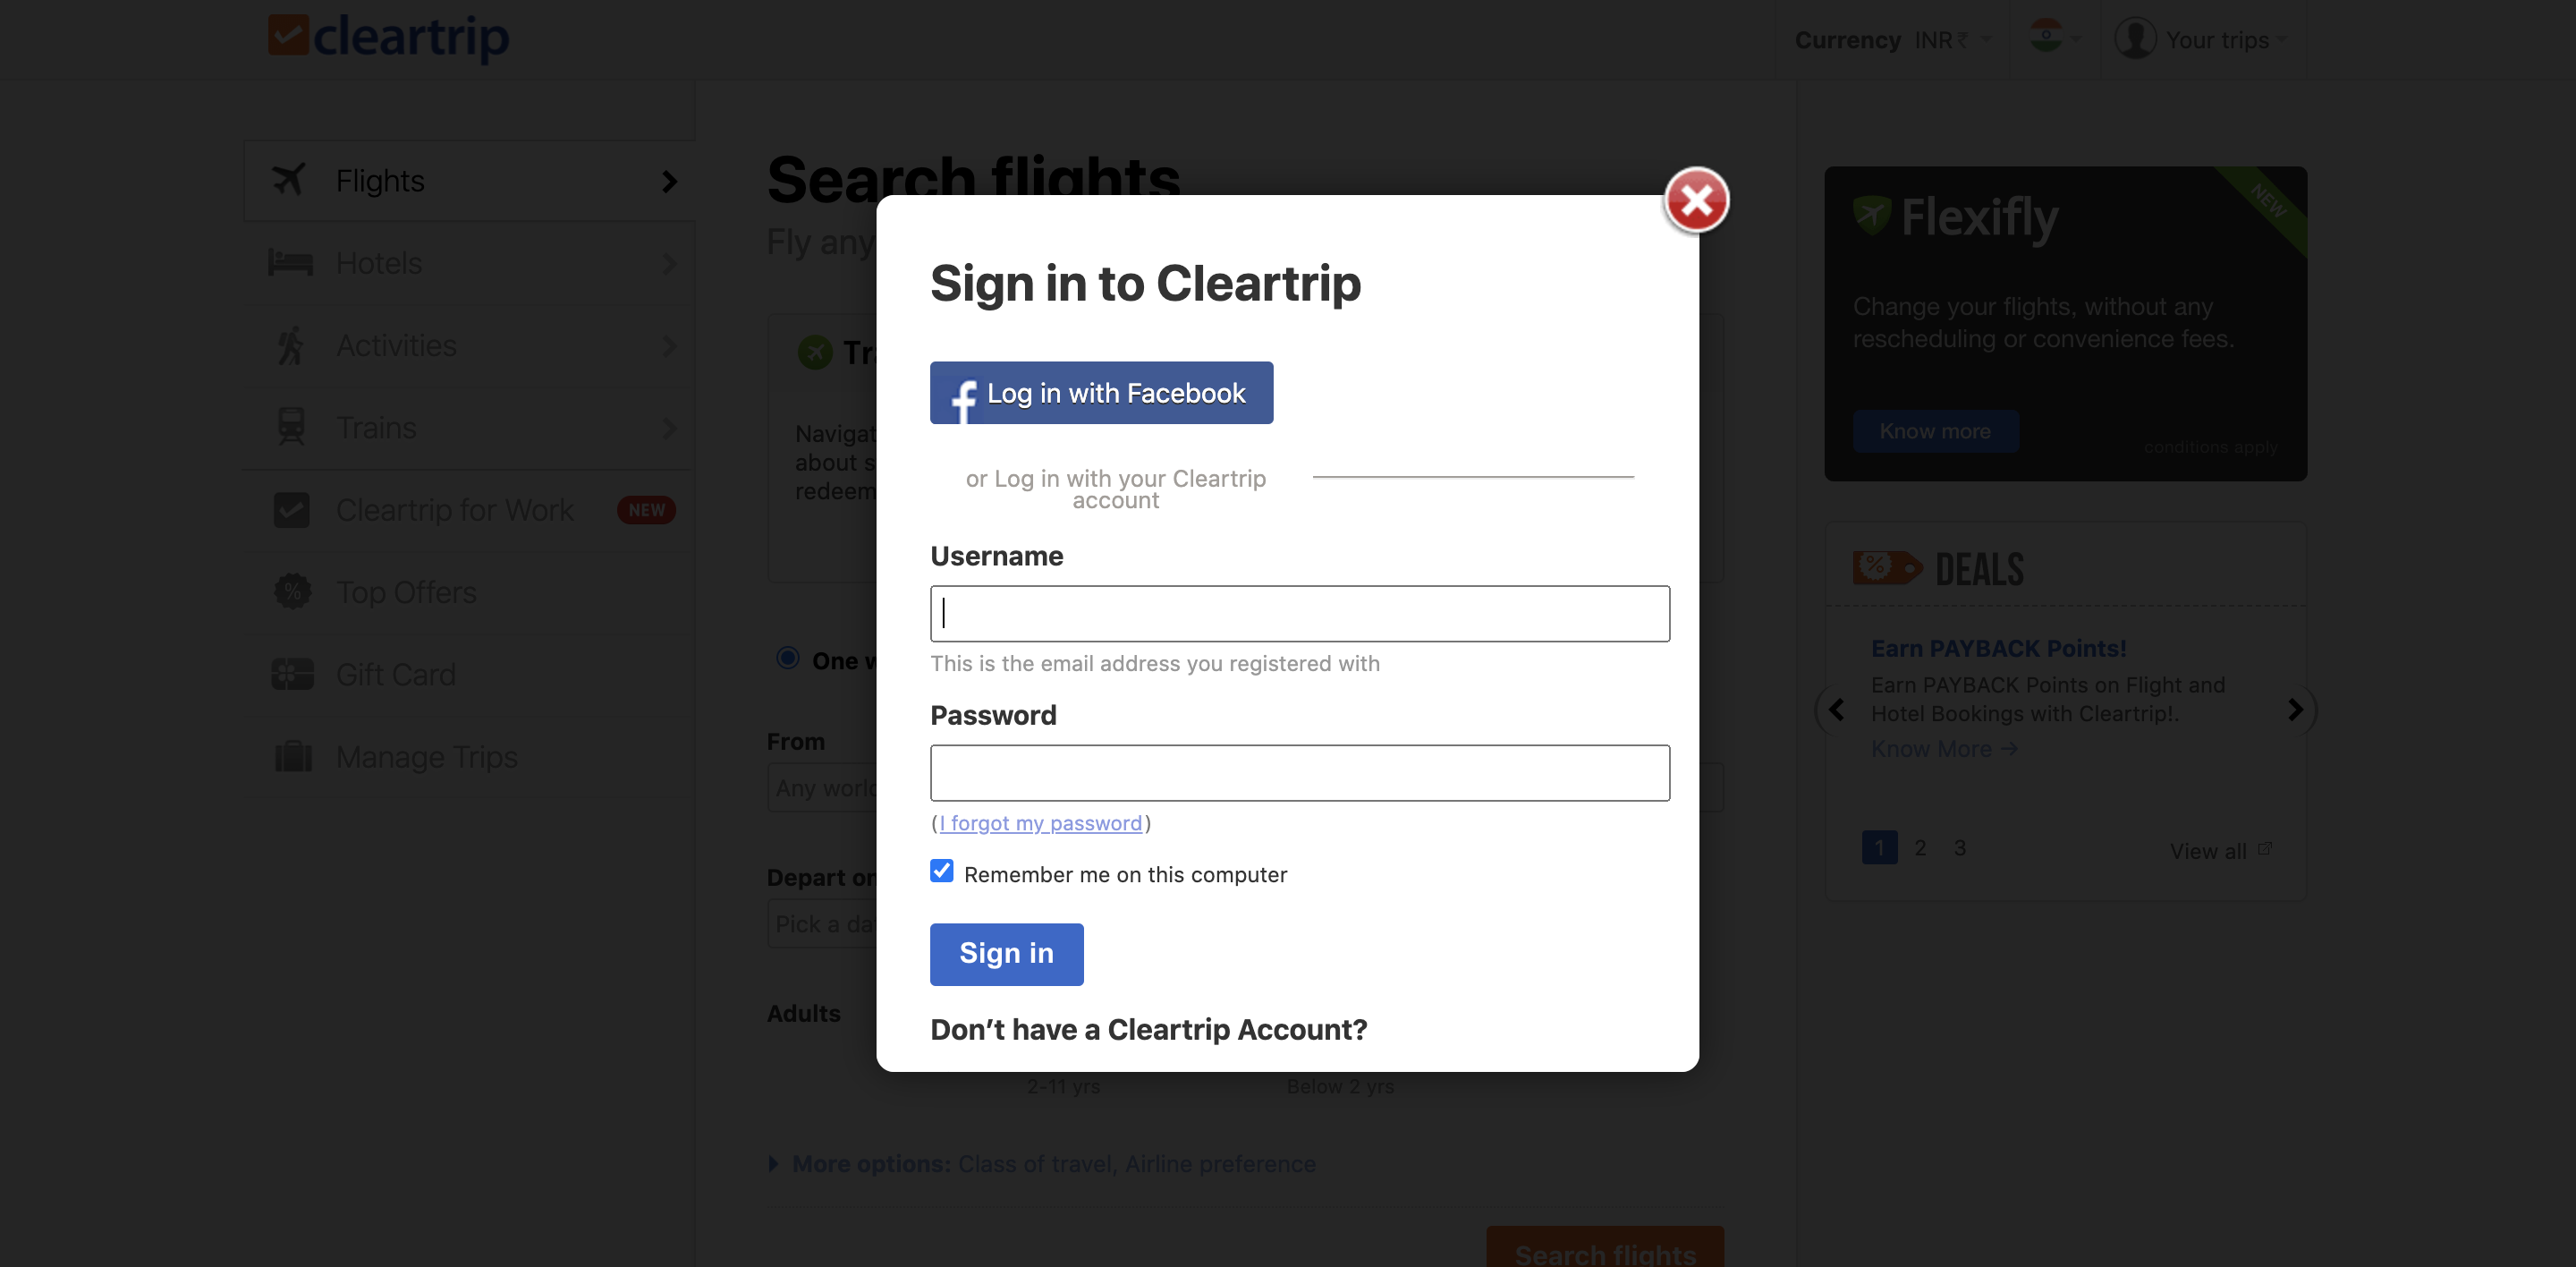 cleartrip
Currency INR ₹
Your trips
Flights
Hotels
Activities
Trains
Cleartrip for Work NEW
Top Offers
Gift Card
Manage Trips
Search flights
Fly any
Tra
Navigat
about s
redeem
One w
From
Any world
Depart on
Pick a da
Adults
2-11 yrs
Below 2 yrs
More options: Class of travel, Airline preference
Search flights
Sign in to Cleartrip
Log in with Facebook
or Log in with your Cleartrip
account
Username
This is the email address you registered with
Password
(I forgot my password)
Remember me on this computer
Sign in
Don’t have a Cleartrip Account?
Flexifly
NEW
Change your flights, without any
rescheduling or convenience fees.
Know more
conditions apply
% DEALS
Earn PAYBACK Points!
Earn PAYBACK Points on Flight and
Hotel Bookings with Cleartrip!.
Know More →
1 2 3
View all